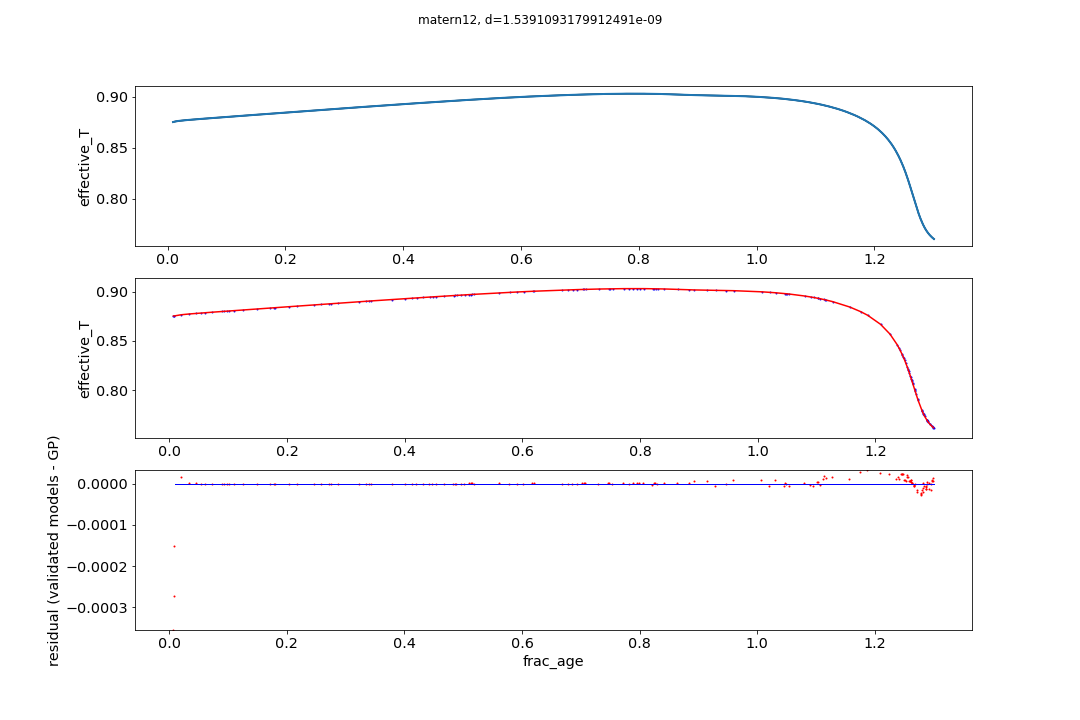 matern12, d=1.5391093179912491e-09
effective_T
0.90
0.85
0.80
0.0 0.2 0.4 0.6 0.8 1.0 1.2
effective_T
0.90
0.85
0.80
0.0 0.2 0.4 0.6 0.8 1.0 1.2
residual (validated models - GP)
0.0000
−0.0001
−0.0002
−0.0003
0.0 0.2 0.4 0.6 0.8 1.0 1.2
frac_age